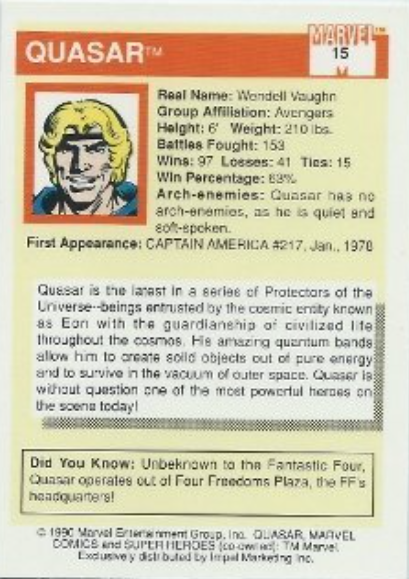 MARVEL™
QUASAR™ 15
Real Name: Wendell Vaughn
Group Affiliation: Avengers
Height: 6' Weight: 210 lbs.
Battles Fought: 153
Wins: 97 Losses: 41 Ties: 15
Win Percentage: 63%
Arch-enemies: Quasar has no
arch-enemies, as he is quiet and
soft-spoken.
First Appearance: CAPTAIN AMERICA #217, Jan., 1978
Quasar is the latest in a series of Protectors of the
Universe--beings entrusted by the cosmic entity known
as Eon with the guardianship of civilized life
throughout the cosmos. His amazing quantum bands
allow him to create solid objects out of pure energy
and to survive in the vacuum of outer space. Quasar is
without question one of the most powerful heroes on
the scene today!
Did You Know: Unbeknown to the Fantastic Four,
Quasar operates out of Four Freedoms Plaza, the FF's
headquarters!
© 1990 Marvel Entertainment Group, Inc. QUASAR, MARVEL
COMICS and SUPER HEROES (co-owned): TM Marvel.
Exclusively distributed by Impel Marketing Inc.